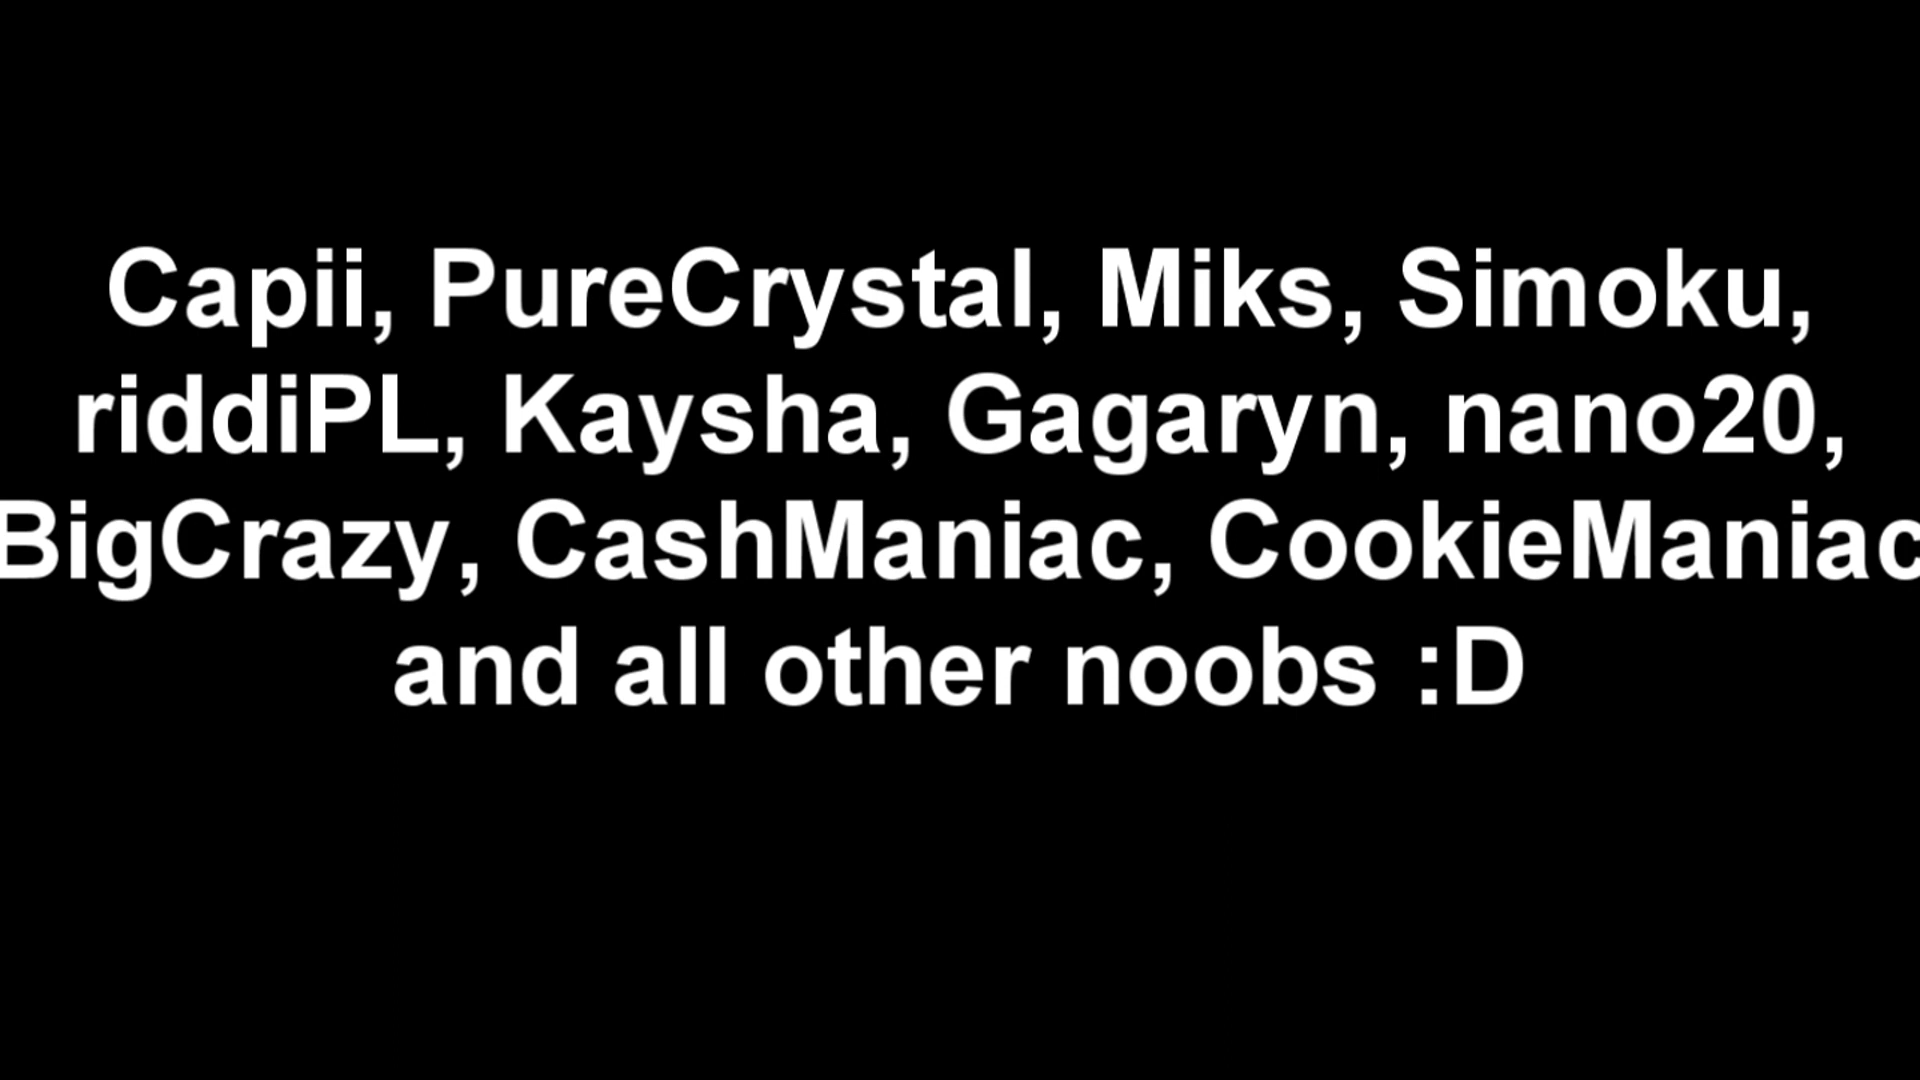 Capii, PureCrystal, Miks, Simoku,
riddiPL, Kaysha, Gagaryn, nano20,
BigCrazy, CashManiac, CookieManiac
and all other noobs :D